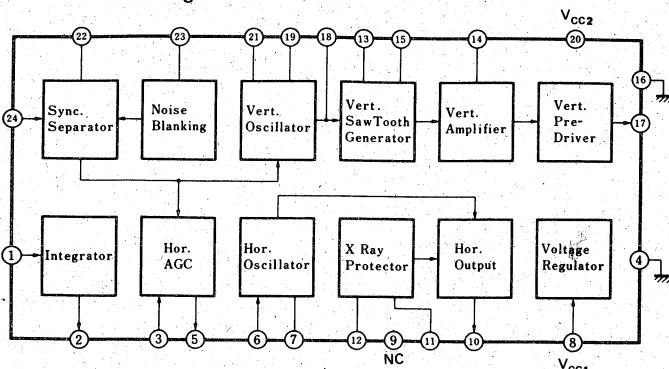 VCC2
22
23
21
19
18
13
15
14
20
16
24
Sync.
Separator
Noise
Blanking
Vert.
Oscillator
Vert.
SawTooth
Generator
Vert.
Amplifier
Vert.
Pre-
Driver
17
1
Integrator
Hor.
AGC
Hor.
Oscillator
X Ray
Protector
Hor.
Output
Voltage
Regulator
4
2
3
5
6
7
12
9
11
10
8
NC
VCC1